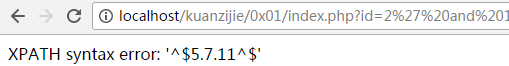 localhost/kuanzijie/0x01/index.php?id=2%27%20and%201
XPATH syntax error: '^$5.7.11^$'